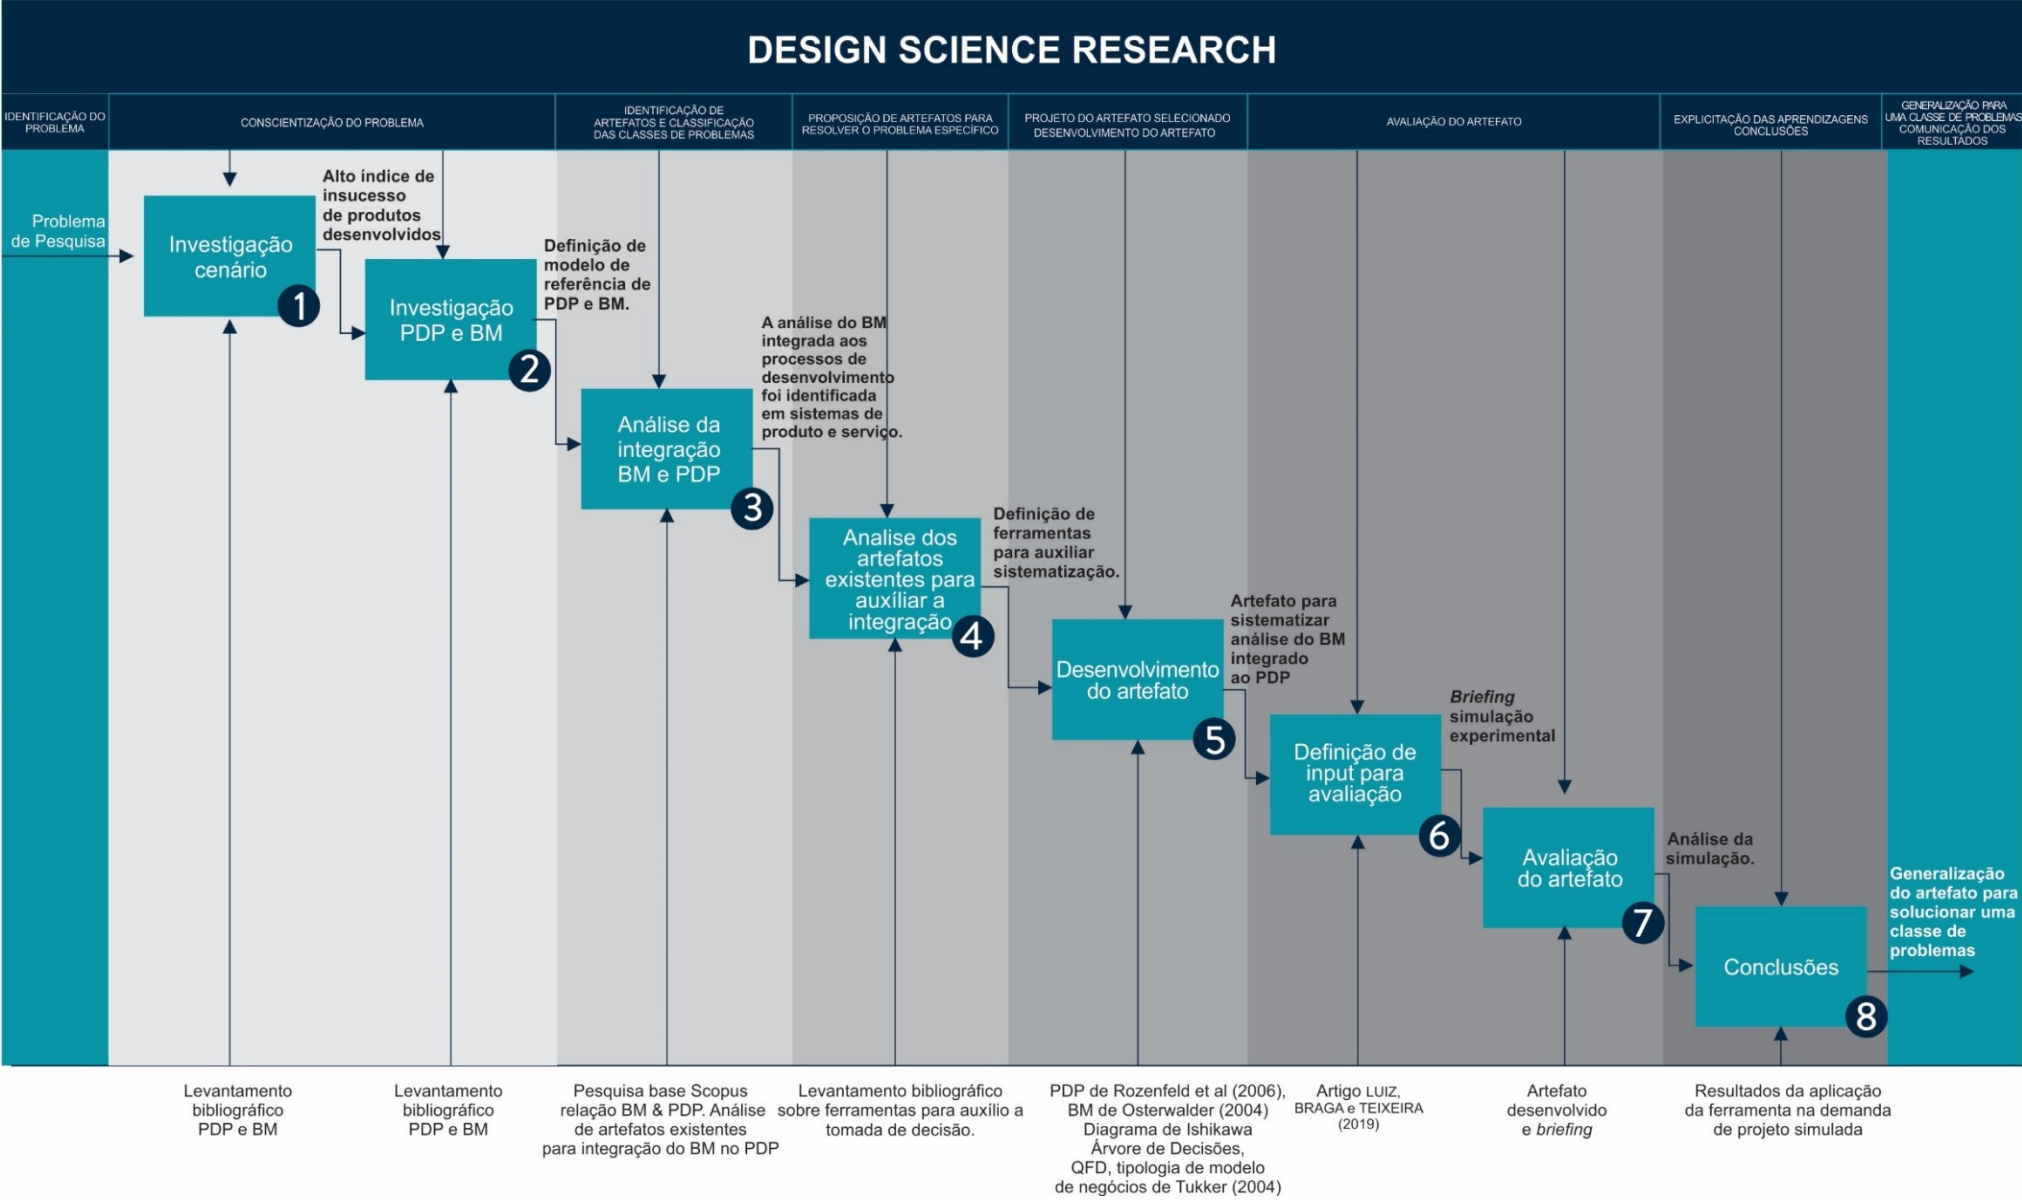 DESIGN SCIENCE RESEARCH
IDENTIFICAÇÃO DO
PROBLEMA
CONSCIENTIZAÇÃO DO PROBLEMA
IDENTIFICAÇÃO DE
ARTEFATOS E CLASSIFICAÇÃO
DAS CLASSES DE PROBLEMAS
PROPOSIÇÃO DE ARTEFATOS PARA
RESOLVER O PROBLEMA ESPECÍFICO
PROJETO DO ARTEFATO SELECIONADO
DESENVOLVIMENTO DO ARTEFATO
AVALIAÇÃO DO ARTEFATO
EXPLICITAÇÃO DAS APRENDIZAGENS
CONCLUSÕES
GENERALIZAÇÃO PARA
UMA CLASSE DE PROBLEMAS
COMUNICAÇÃO DOS
RESULTADOS
Problema
de Pesquisa
Investigação
cenário
1
Alto índice de
insucesso
de produtos
desenvolvidos
Investigação
PDP e BM
2
Definição de
modelo de
referência de
PDP e BM.
Análise da
integração
BM e PDP
3
A análise do BM
integrada aos
processos de
desenvolvimento
foi identificada
em sistemas de
produto e serviço.
Analise dos
artefatos
existentes para
auxíliar a
integração
4
Definição de
ferramentas
para auxiliar
sistematização.
Desenvolvimento
do artefato
5
Artefato para
sistematizar
análise do BM
integrado
ao PDP
Definição de
input para
avaliação
6
Briefing
simulação
experimental
Avaliação
do artefato
7
Análise da
simulação.
Conclusões
8
Generalização
do artefato para
solucionar uma
classe de
problemas
Levantamento
bibliográfico
PDP e BM
Levantamento
bibliográfico
PDP e BM
Pesquisa base Scopus
relação BM & PDP. Análise
de artefatos existentes
para integração do BM no PDP
Levantamento bibliográfico
sobre ferramentas para auxílio a
tomada de decisão.
PDP de Rozenfeld et al (2006),
BM de Osterwalder (2004)
Diagrama de Ishikawa
Árvore de Decisões,
QFD, tipologia de modelo
de negócios de Tukker (2004)
Artigo LUIZ,
BRAGA e TEIXEIRA
(2019)
Artefato
desenvolvido
e briefing
Resultados da aplicação
da ferramenta na demanda
de projeto simulada